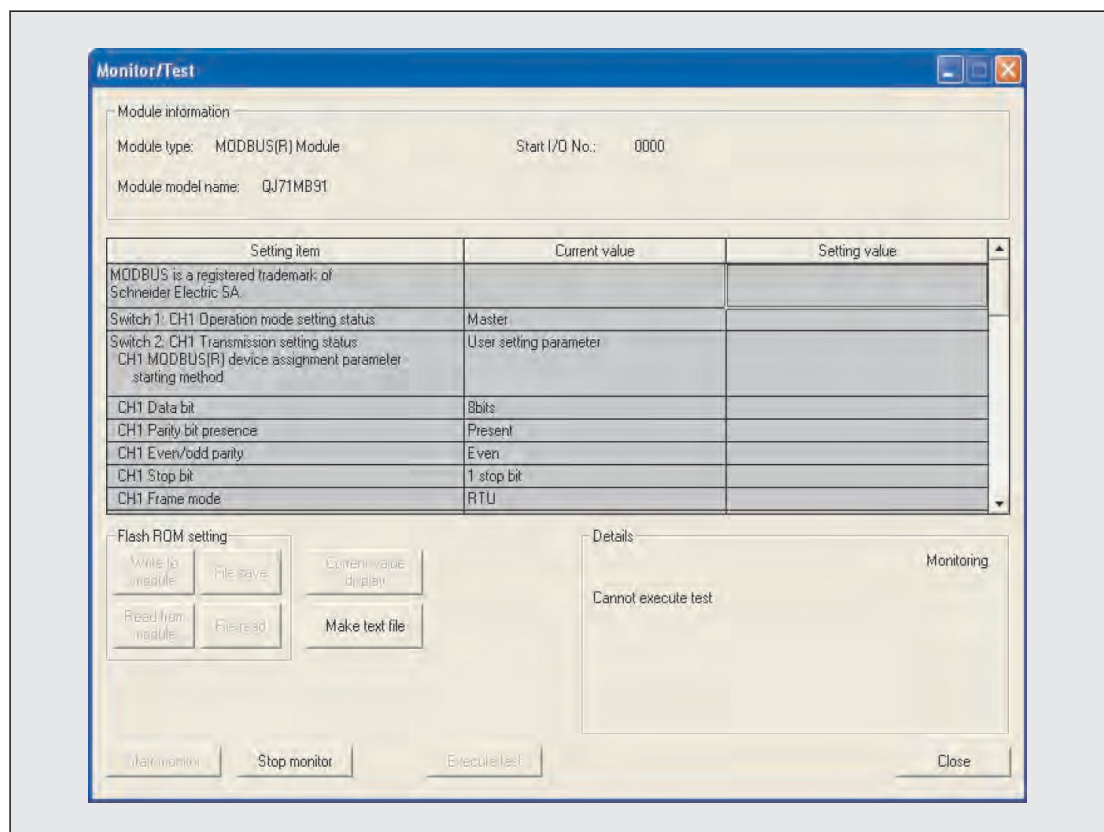 Monitor/Test
Module information
Module type: MODBUS(R) Module Start I/O No.: 0000
Module model name: QJ71MB91
Setting item Current value Setting value
MODBUS is a registered trademark of
Schneider Electric SA.
Switch 1: CH1 Operation mode setting status Master
Switch 2: CH1 Transmission setting status User setting parameter
CH1 MODBUS(R) device assignment parameter
starting method
CH1 Data bit 8bits
CH1 Parity bit presence Present
CH1 Even/odd parity Even
CH1 Stop bit 1 stop bit
CH1 Frame mode RTU
Flash ROM setting
Write to
module
File save
Current value
display
Read from
module
File read
Make text file
Details
Monitoring
Cannot execute test
Start monitor Stop monitor Execute test Close